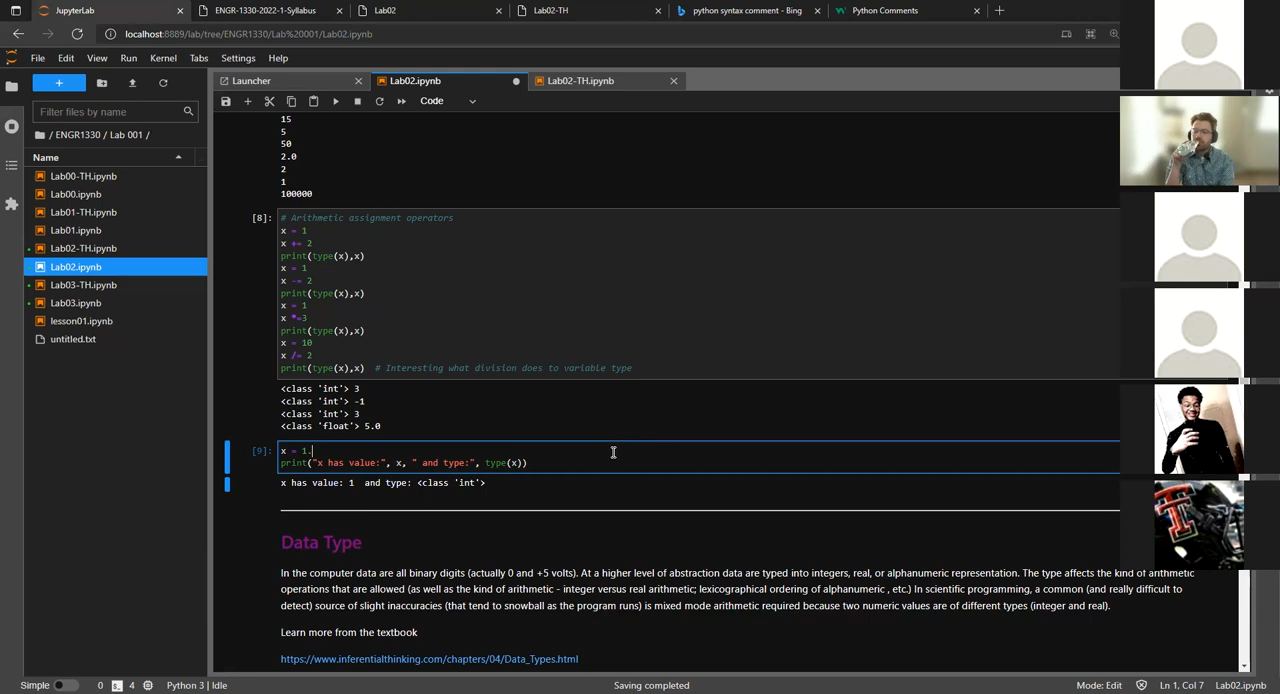 JupyterLab
ENGR-1330-2022-1-Syllabus
Lab02
Lab02-TH
python syntax comment - Bing
Python Comments
localhost:8889/lab/tree/ENGR1330/Lab%20001/Lab02.ipynb
File Edit View Run Kernel Tabs Settings Help
Launcher
Lab02.ipynb
Lab02-TH.ipynb
Code
Filter files by name
/ ENGR1330 / Lab 001 /
Name
Lab00-TH.ipynb
Lab00.ipynb
Lab01-TH.ipynb
Lab01.ipynb
Lab02-TH.ipynb
Lab02.ipynb
Lab03-TH.ipynb
Lab03.ipynb
lesson01.ipynb
untitled.txt
15
5
50
2.0
2
1
100000
[8]:
# Arithmetic assignment operators
x = 1
x += 2
print(type(x),x)
x = 1
x -= 2
print(type(x),x)
x = 1
x *=3
print(type(x),x)
x = 10
x /= 2
print(type(x),x)  # Interesting what division does to variable type
<class 'int'> 3
<class 'int'> -1
<class 'int'> 3
<class 'float'> 5.0
[9]:
x = 1.
print("x has value:", x, " and type:", type(x))
x has value: 1  and type: <class 'int'>
Data Type
In the computer data are all binary digits (actually 0 and +5 volts). At a higher level of abstraction data are typed into integers, real, or alphanumeric representation. The type affects the kind of arithmetic
operations that are allowed (as well as the kind of arithmetic - integer versus real arithmetic; lexicographical ordering of alphanumeric , etc.) In scientific programming, a common (and really difficult to
detect) source of slight inaccuracies (that tend to snowball as the program runs) is mixed mode arithmetic required because two numeric values are of different types (integer and real).
Learn more from the textbook
https://www.inferentialthinking.com/chapters/04/Data_Types.html
Simple
0
4
Python 3 | Idle
Saving completed
Mode: Edit
Ln 1, Col 7
Lab02.ipynb